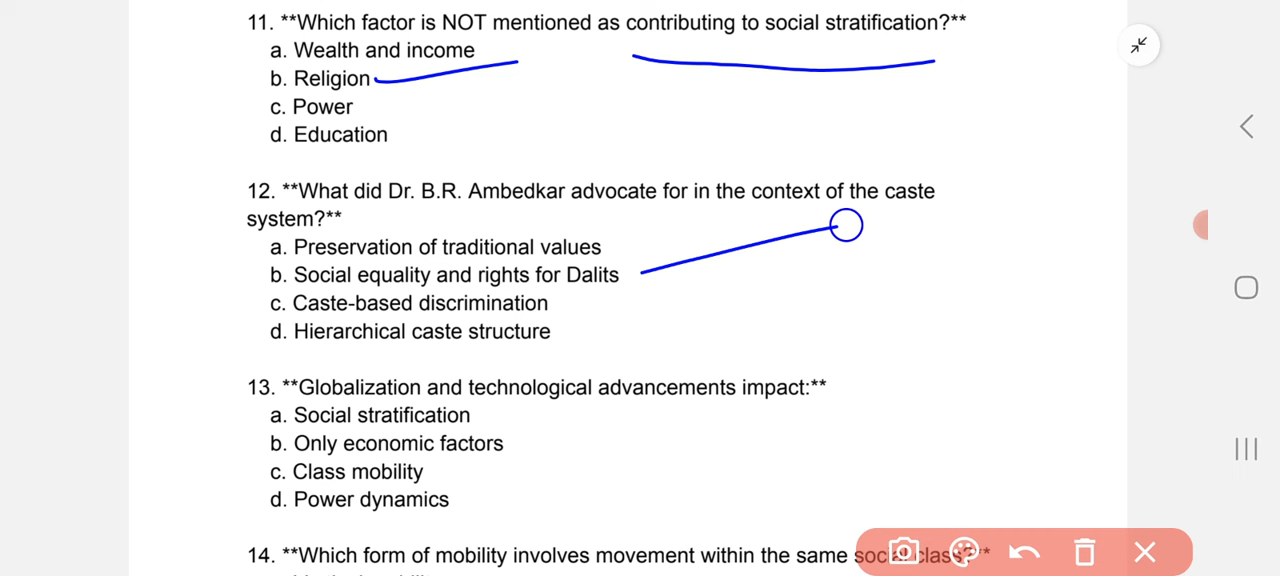 11. **Which factor is NOT mentioned as contributing to social stratification?**
a. Wealth and income
b. Religion
c. Power
d. Education
12. **What did Dr. B.R. Ambedkar advocate for in the context of the caste
system?**
a. Preservation of traditional values
b. Social equality and rights for Dalits
c. Caste-based discrimination
d. Hierarchical caste structure
13. **Globalization and technological advancements impact:**
a. Social stratification
b. Only economic factors
c. Class mobility
d. Power dynamics
14. **Which form of mobility involves movement within the same social class?**